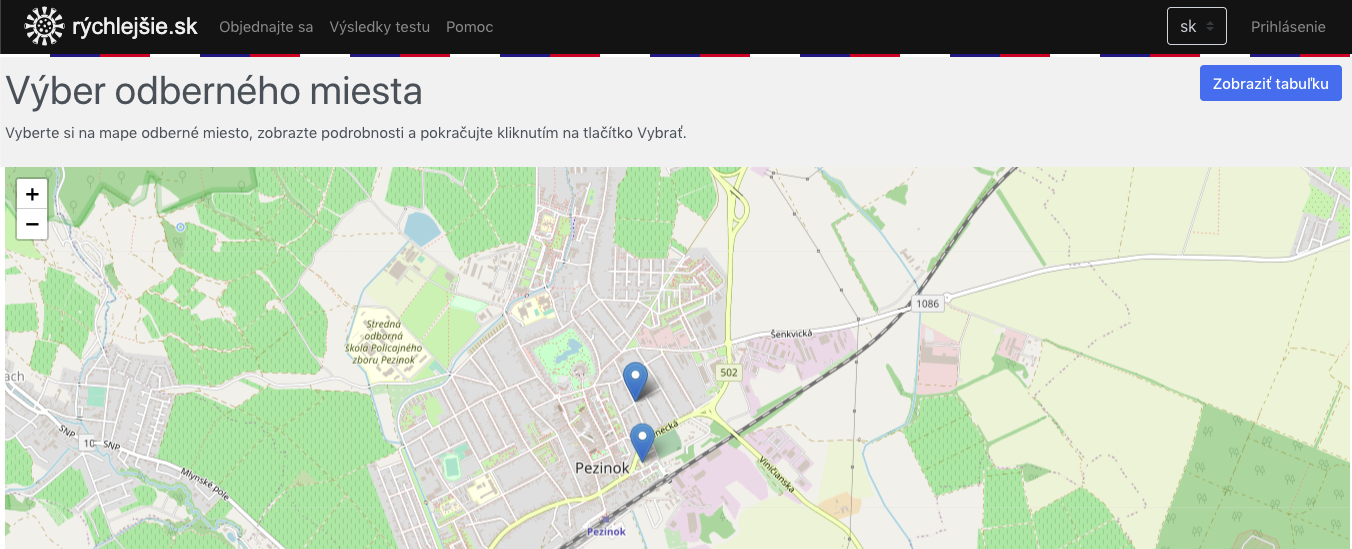 rýchlejšie.sk Objednajte sa Výsledky testu Pomoc sk Prihlásenie
Výber odberného miesta
Zobraziť tabuľku
Vyberte si na mape odberné miesto, zobrazte podrobnosti a pokračujte kliknutím na tlačítko Vybrať.
+
−
1086
Stredná
odborná
škola Policajného
zboru Pezinok
Šenkvická
502
ach
SNP
10
SNP
necká
Pezinok
Mlynské pole
Viničianska
Pezinok